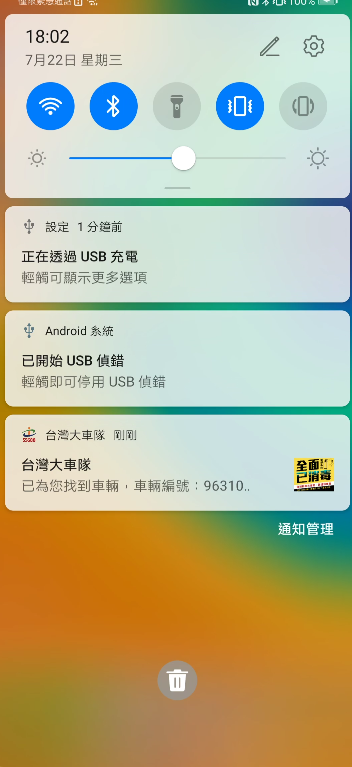 僅限緊急通話
100%
18:02
7月22日 星期三
設定 1 分鐘前
正在透過 USB 充電
輕觸可顯示更多選項
Android 系統
已開始 USB 偵錯
輕觸即可停用 USB 偵錯
55688
台灣大車隊 剛剛
台灣大車隊
已為您找到車輛，車輛編號：96310..
全面
已消毒
通知管理